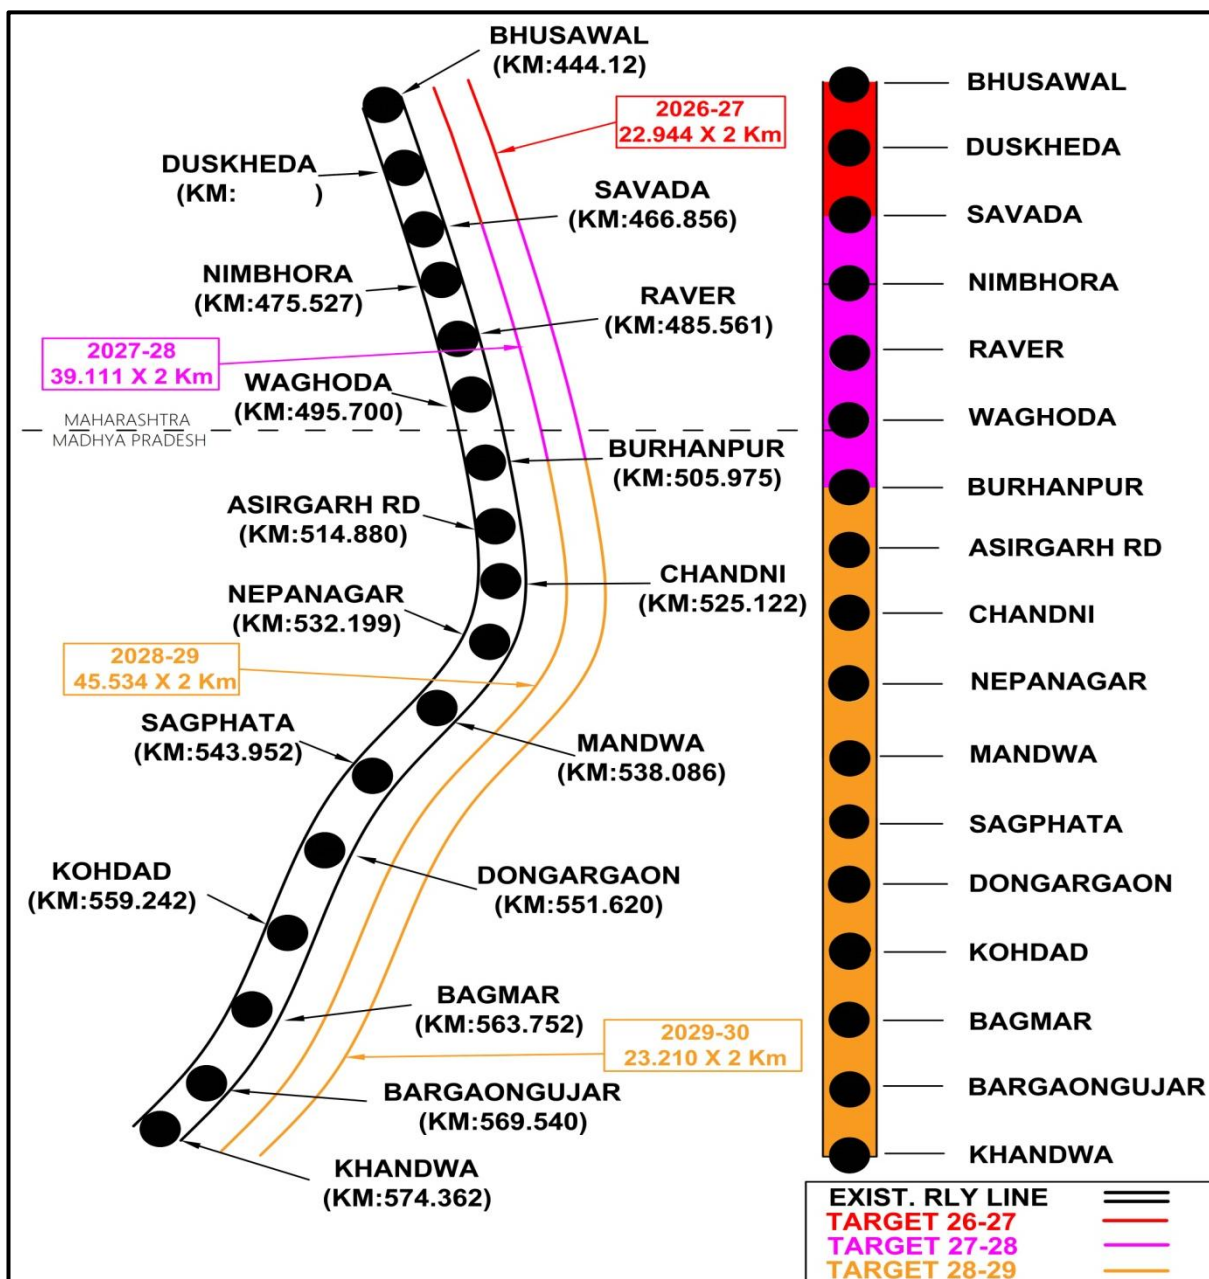 BHUSAWAL
(KM:444.12)
2026-27
22.944 X 2 Km
DUSKHEDA
(KM: )
SAVADA
(KM:466.856)
NIMBHORA
(KM:475.527)
RAVER
(KM:485.561)
2027-28
39.111 X 2 Km
WAGHODA
(KM:495.700)
MAHARASHTRA
MADHYA PRADESH
BURHANPUR
(KM:505.975)
ASIRGARH RD
(KM:514.880)
CHANDNI
(KM:525.122)
NEPANAGAR
(KM:532.199)
2028-29
45.534 X 2 Km
SAGPHATA
(KM:543.952)
MANDWA
(KM:538.086)
KOHDAD
(KM:559.242)
DONGARGAON
(KM:551.620)
BAGMAR
(KM:563.752)
2029-30
23.210 X 2 Km
BARGAONGUJAR
(KM:569.540)
KHANDWA
(KM:574.362)
BHUSAWAL
DUSKHEDA
SAVADA
NIMBHORA
RAVER
WAGHODA
BURHANPUR
ASIRGARH RD
CHANDNI
NEPANAGAR
MANDWA
SAGPHATA
DONGARGAON
KOHDAD
BAGMAR
BARGAONGUJAR
KHANDWA
EXIST. RLY LINE
TARGET 26-27
TARGET 27-28
TARGET 28-29